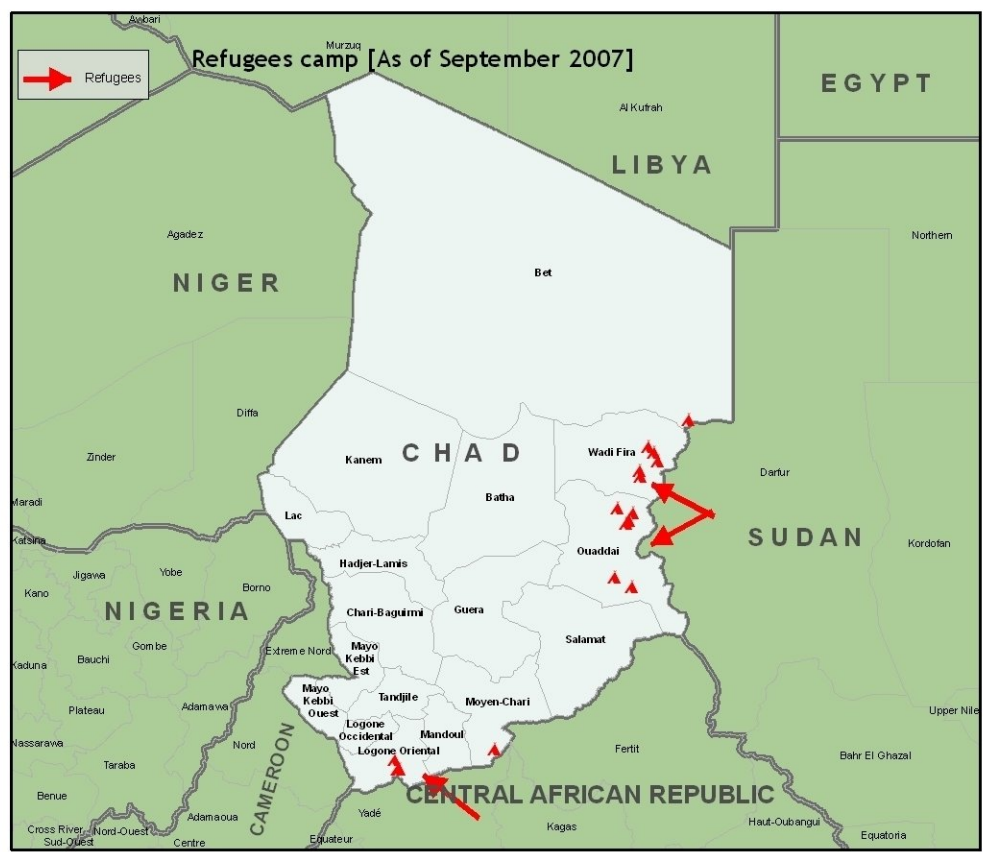 Awbari
Murzuq
Refugees camp [As of September 2007]
Refugees
EGYPT
Al Kufrah
LIBYA
Agadez
Northern
NIGER
Bet
Diffa
CHAD
Wadi Fira
Zinder
Kanem
Darfur
Batha
Maradi
Lac
SUDAN
Katsina
Kordofan
Ouaddai
Hadjer-Lamis
Yobe
Jigawa
Borno
Kano
NIGERIA
Chari-Baguirmi
Guera
Salamat
Gombe
Extreme Nord
Mayo
Kebbi
Est
Bauchi
Kaduna
Mayo
Kebbi
Ouest
Tandjile
Moyen-Chari
Adamawa
Plateau
Upper Nile
Logone
Occidental
Mandoul
Nord
Nassarawa
Logone Oriental
Fertit
Bahr El Ghazal
Taraba
CAMEROON
Benue
CENTRAL AFRICAN REPUBLIC
Yadé
Adamaoua
Haut-Oubangui
Kagas
Cross River
Nord-Ouest
Equatoria
Sud-Ouest
Centre
Equateur